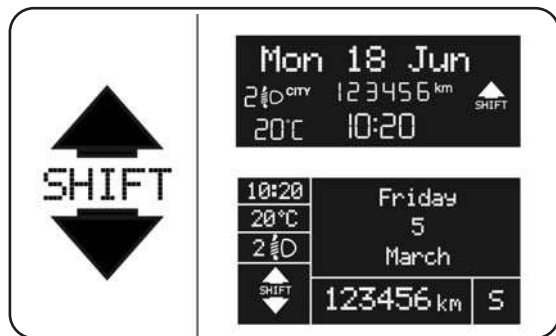 SHIFT
Mon 18 Jun
2 CITY 123456 km
SHIFT
20°C 10:20
10:20
20°C
2
SHIFT
Friday
5
March
123456 km S